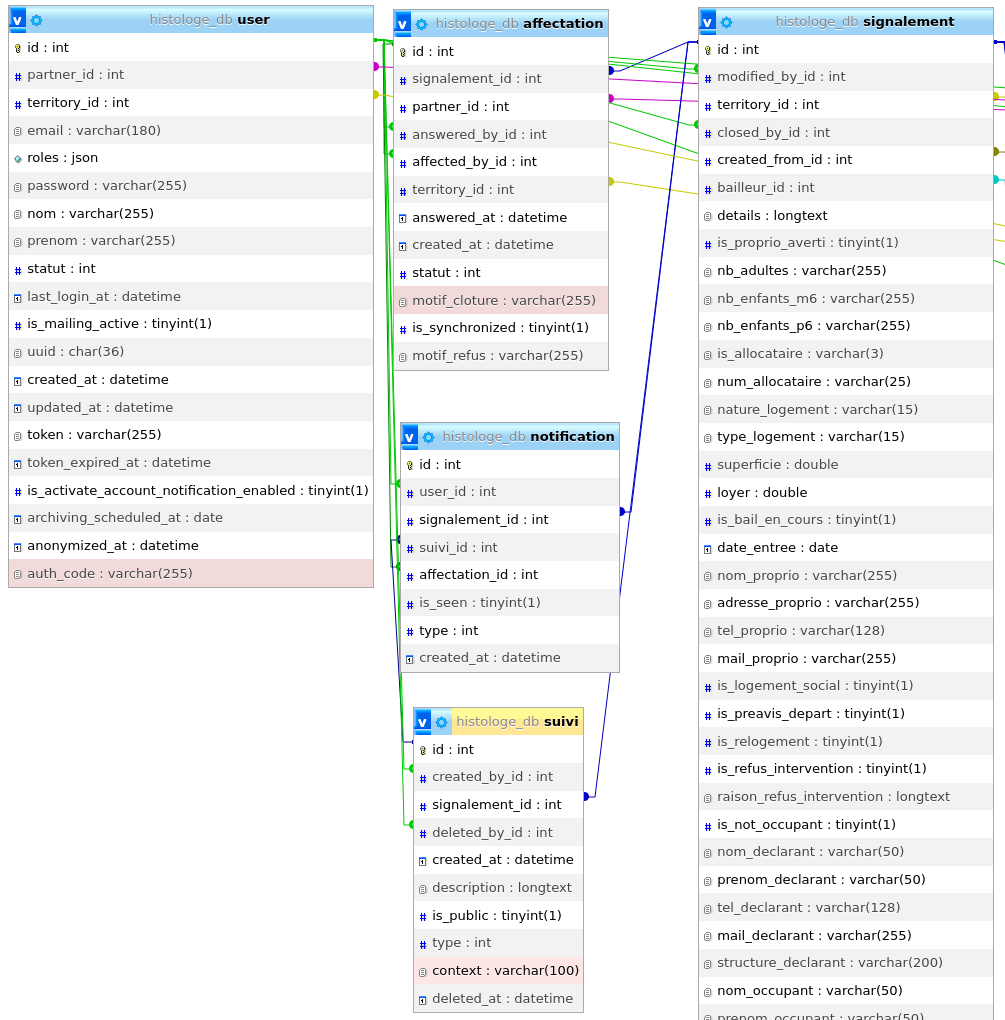 histologe_db user
id : int
partner_id : int
territory_id : int
email : varchar(180)
roles : json
password : varchar(255)
nom : varchar(255)
prenom : varchar(255)
statut : int
last_login_at : datetime
is_mailing_active : tinyint(1)
uuid : char(36)
created_at : datetime
updated_at : datetime
token : varchar(255)
token_expired_at : datetime
is_activate_account_notification_enabled : tinyint(1)
archiving_scheduled_at : date
anonymized_at : datetime
auth_code : varchar(255)
histologe_db affectation
id : int
signalement_id : int
partner_id : int
answered_by_id : int
affected_by_id : int
territory_id : int
answered_at : datetime
created_at : datetime
statut : int
motif_cloture : varchar(255)
is_synchronized : tinyint(1)
motif_refus : varchar(255)
histologe_db notification
id : int
user_id : int
signalement_id : int
suivi_id : int
affectation_id : int
is_seen : tinyint(1)
type : int
created_at : datetime
histologe_db suivi
id : int
created_by_id : int
signalement_id : int
deleted_by_id : int
created_at : datetime
description : longtext
is_public : tinyint(1)
type : int
context : varchar(100)
deleted_at : datetime
histologe_db signalement
id : int
modified_by_id : int
territory_id : int
closed_by_id : int
created_from_id : int
bailleur_id : int
details : longtext
is_proprio_averti : tinyint(1)
nb_adultes : varchar(255)
nb_enfants_m6 : varchar(255)
nb_enfants_p6 : varchar(255)
is_allocataire : varchar(3)
num_allocataire : varchar(25)
nature_logement : varchar(15)
type_logement : varchar(15)
superficie : double
loyer : double
is_bail_en_cours : tinyint(1)
date_entree : date
nom_proprio : varchar(255)
adresse_proprio : varchar(255)
tel_proprio : varchar(128)
mail_proprio : varchar(255)
is_logement_social : tinyint(1)
is_preavis_depart : tinyint(1)
is_relogement : tinyint(1)
is_refus_intervention : tinyint(1)
raison_refus_intervention : longtext
is_not_occupant : tinyint(1)
nom_declarant : varchar(50)
prenom_declarant : varchar(50)
tel_declarant : varchar(128)
mail_declarant : varchar(255)
structure_declarant : varchar(200)
nom_occupant : varchar(50)
prenom_occupant : varchar(50)